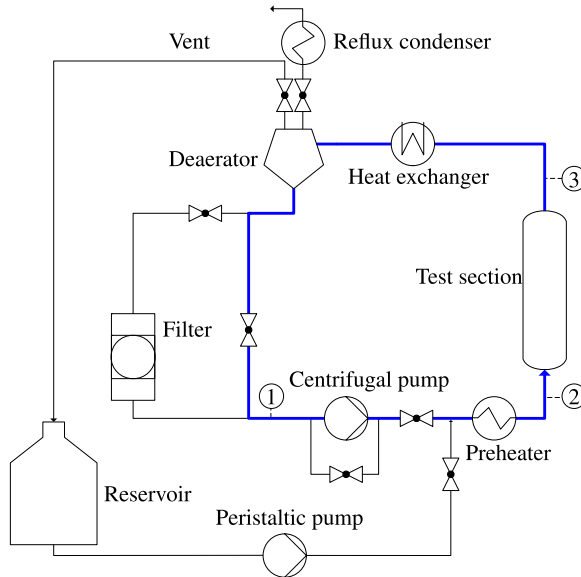 Vent
Reflux condenser
Deaerator
Heat exchanger
3
Test section
Filter
Centrifugal pump
1
2
Preheater
Reservoir
Peristaltic pump